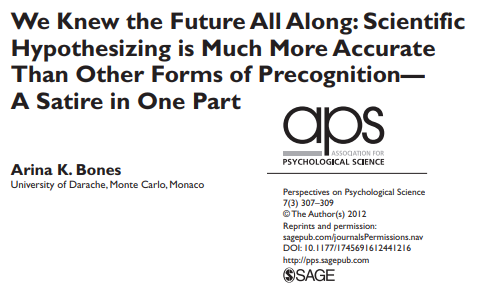 We Knew the Future All Along: Scientific
Hypothesizing is Much More Accurate
Than Other Forms of Precognition—
A Satire in One Part
aps
ASSOCIATION FOR
PSYCHOLOGICAL SCIENCE
Arina K. Bones
University of Darache, Monte Carlo, Monaco
Perspectives on Psychological Science
7(3) 307–309
© The Author(s) 2012
Reprints and permission:
sagepub.com/journalsPermissions.nav
DOI: 10.1177/1745691612441216
http://pps.sagepub.com
SAGE